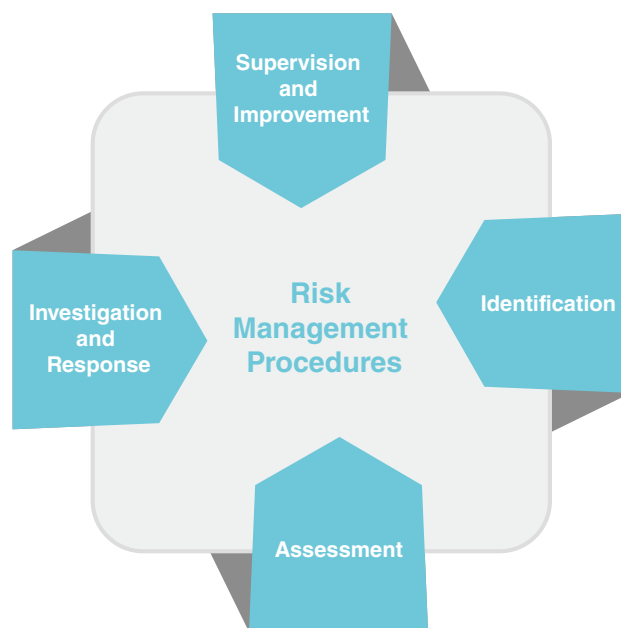 Supervision
and
Improvement
Risk
Management
Procedures
Identification
Investigation
and
Response
Assessment